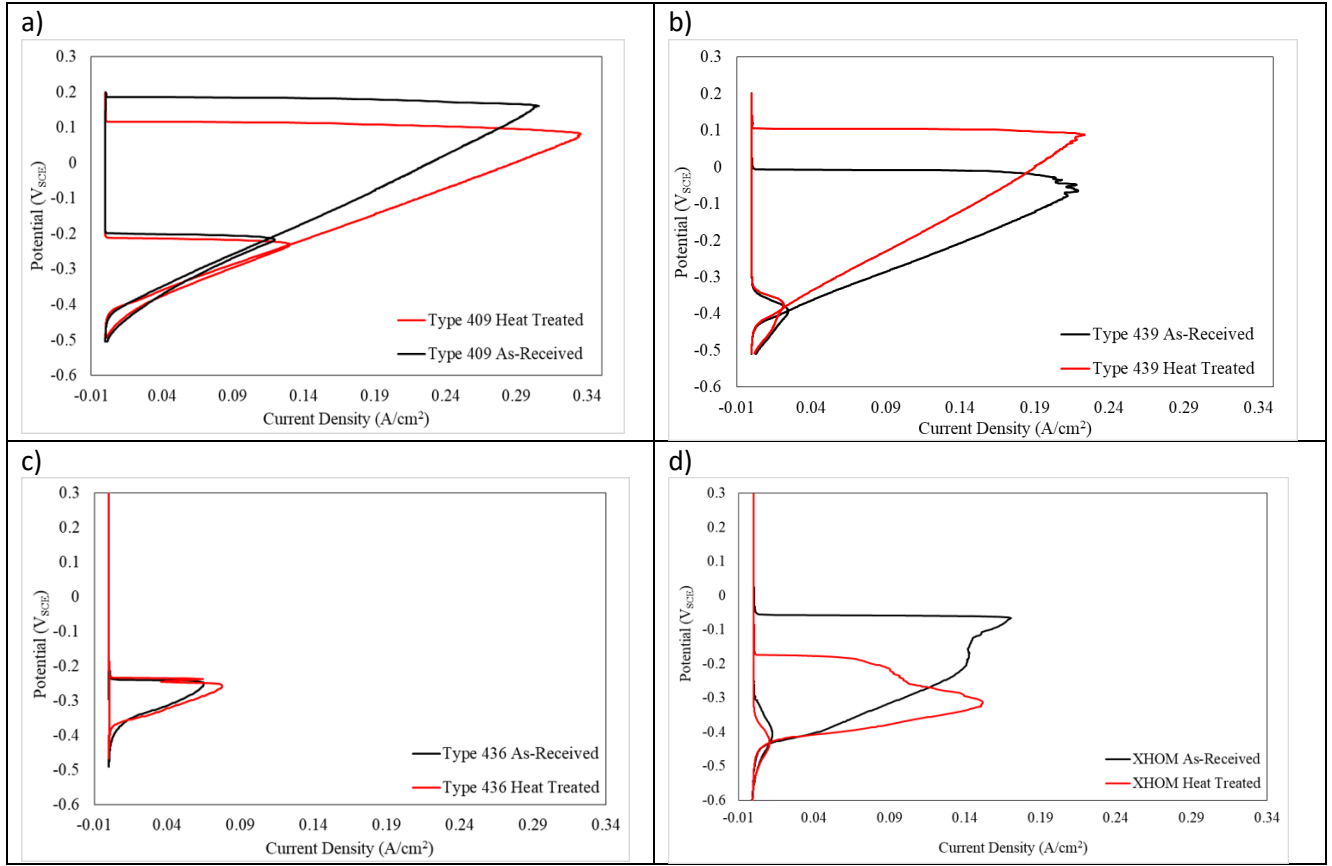 a)
0.3
0.2
0.1
0
-0.1
-0.2
-0.3
-0.4
-0.5
-0.6
Potential (VSCE)
Type 409 Heat Treated
Type 409 As-Received
-0.01 0.04 0.09 0.14 0.19 0.24 0.29 0.34
Current Density (A/cm²)
b)
0.3
0.2
0.1
0
-0.1
-0.2
-0.3
-0.4
-0.5
-0.6
Potential (VSCE)
Type 439 As-Received
Type 439 Heat Treated
-0.01 0.04 0.09 0.14 0.19 0.24 0.29 0.34
Current Density (A/cm²)
c)
0.3
0.2
0.1
0
-0.1
-0.2
-0.3
-0.4
-0.5
-0.6
Potential (VSCE)
Type 436 As-Received
Type 436 Heat Treated
-0.01 0.04 0.09 0.14 0.19 0.24 0.29 0.34
Current Density (A/cm²)
d)
0.3
0.2
0.1
0
-0.1
-0.2
-0.3
-0.4
-0.5
-0.6
Potential (VSCE)
XHOM As-Received
XHOM Heat Treated
-0.01 0.04 0.09 0.14 0.19 0.24 0.29 0.34
Current Density (A/cm²)